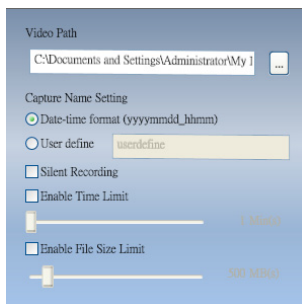 Video Path
C:\Documents and Settings\Administrator\My
...
Capture Name Setting
Date-time format (yyyymmdd_hhmm)
User define
userdefine
Silent Recording
Enable Time Limit
Enable File Size Limit
500